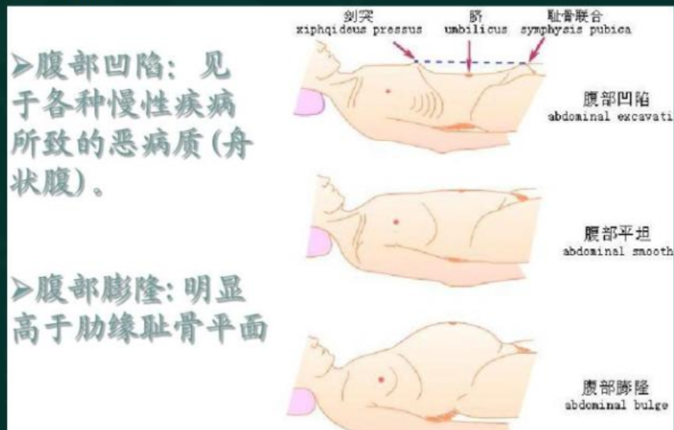 ➢腹部凹陷：见
于各种慢性疾病
所致的恶病质(舟
状腹)。
➢腹部膨隆:明显
高于肋缘耻骨平面
剑突
xiphqideus pressus
脐
umbilicus
耻骨联合
symphysis pubica
腹部凹陷
abdominal excavati
腹部平坦
abdominal smooth
腹部膨隆
abdominal bulge